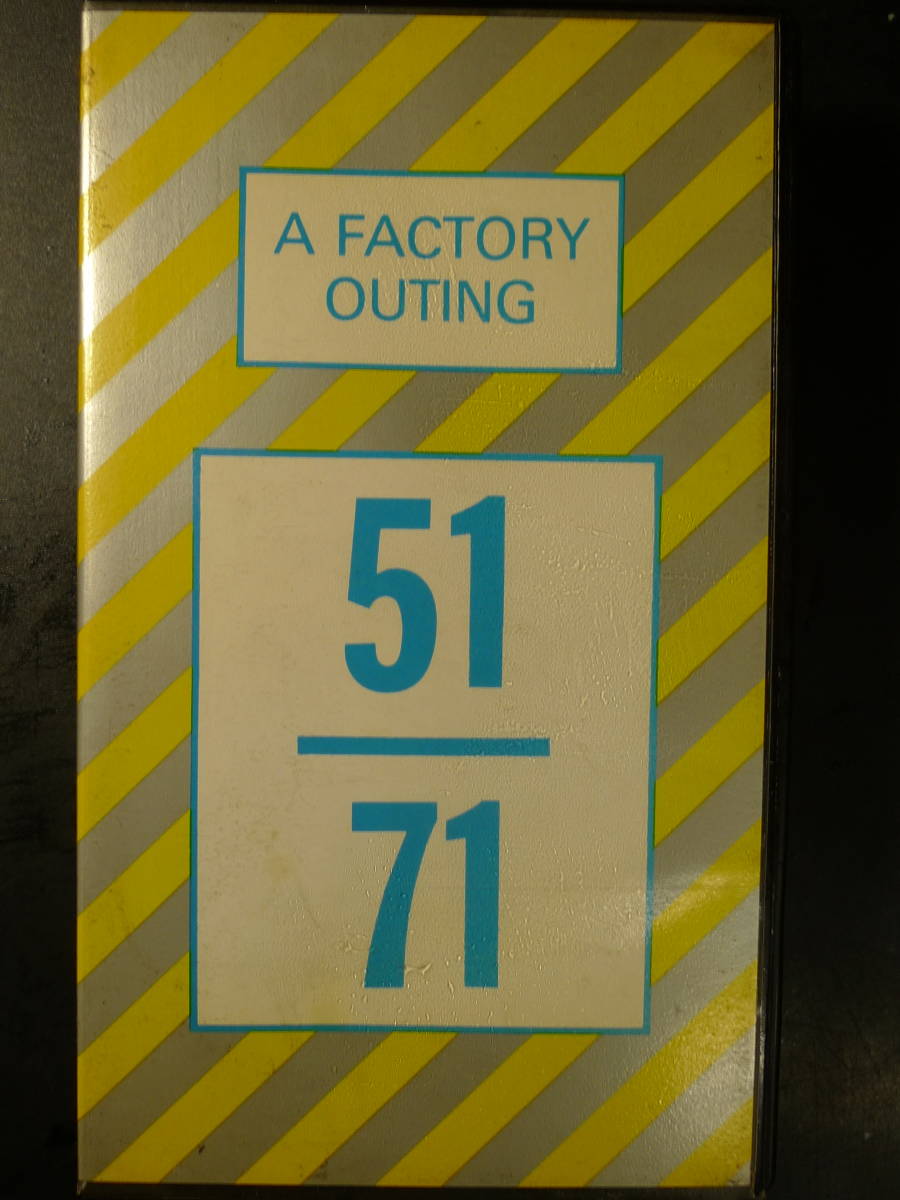 A FACTORY
OUTING
51
71